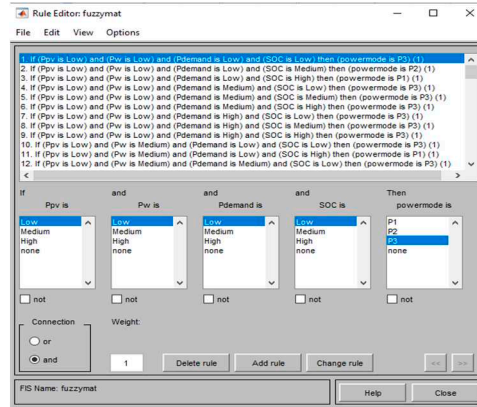 Rule Editor: fuzzymat
File Edit View Options
1. If (Ppv is Low) and (Pw is Low) and (Pdemand is Low) and (SOC is Low) then (powermode is P3) (1)
2. If (Ppv is Low) and (Pw is Low) and (Pdemand is Low) and (SOC is Medium) then (powermode is P2) (1)
3. If (Ppv is Low) and (Pw is Low) and (Pdemand is Low) and (SOC is High) then (powermode is P1) (1)
4. If (Ppv is Low) and (Pw is Low) and (Pdemand is Medium) and (SOC is Low) then (powermode is P3) (1)
5. If (Ppv is Low) and (Pw is Low) and (Pdemand is Medium) and (SOC is Medium) then (powermode is P3) (1)
6. If (Ppv is Low) and (Pw is Low) and (Pdemand is Medium) and (SOC is High) then (powermode is P2) (1)
7. If (Ppv is Low) and (Pw is Low) and (Pdemand is High) and (SOC is Low) then (powermode is P3) (1)
8. If (Ppv is Low) and (Pw is Low) and (Pdemand is High) and (SOC is Medium) then (powermode is P3) (1)
9. If (Ppv is Low) and (Pw is Low) and (Pdemand is High) and (SOC is High) then (powermode is P3) (1)
10. If (Ppv is Low) and (Pw is Medium) and (Pdemand is Low) and (SOC is Low) then (powermode is P3) (1)
11. If (Ppv is Low) and (Pw is Medium) and (Pdemand is Low) and (SOC is High) then (powermode is P1) (1)
12. If (Ppv is Low) and (Pw is Medium) and (Pdemand is Medium) and (SOC is Low) then (powermode is P3) (1)
If and and and Then
Ppv is Pw is Pdemand is SOC is powermode is
Low Low Low Low P1
Medium Medium Medium Medium P2
High High High High P3
none none none none none
not not not not not
Connection Weight:
or
and 1 Delete rule Add rule Change rule << >>
FIS Name: fuzzymat Help Close